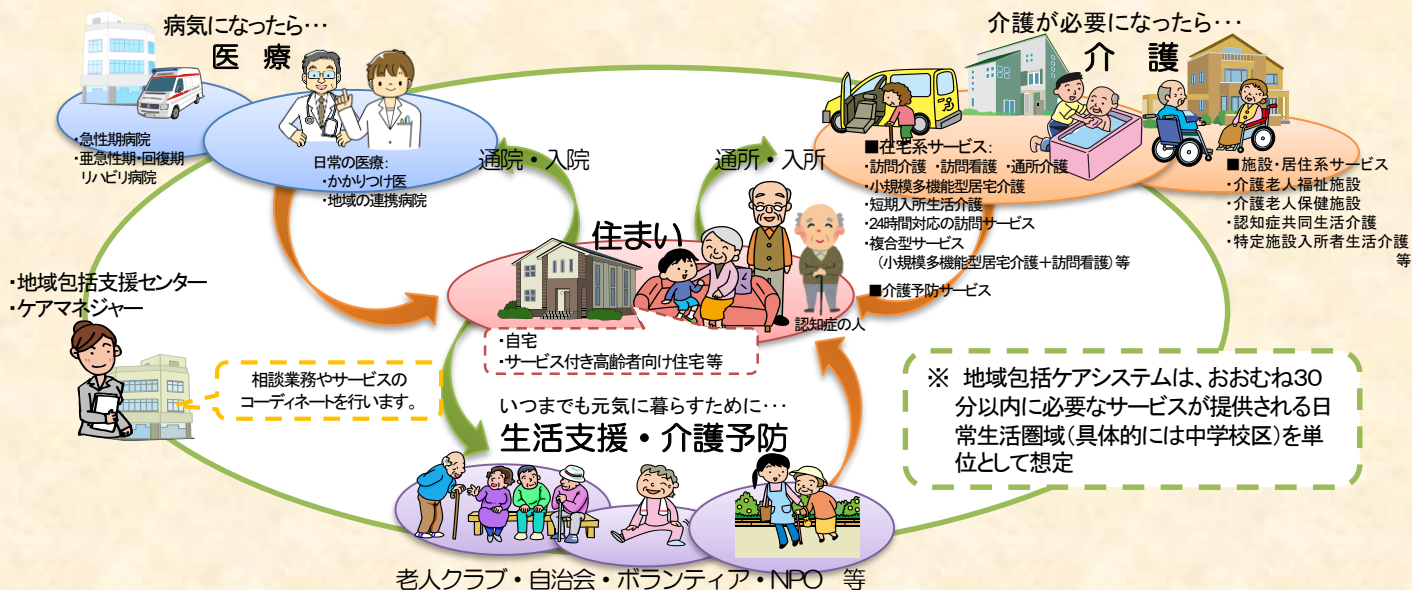 病気になったら･･･
医 療
・急性期病院
・亜急性期・回復期
リハビリ病院
日常の医療：
・かかりつけ医
・地域の連携病院
通院・入院
通所・入所
介護が必要になったら･･･
介 護
■在宅系サービス：
・訪問介護 ・訪問看護 ・通所介護
・小規模多機能型居宅介護
・短期入所生活介護
・24時間対応の訪問サービス
・複合型サービス
（小規模多機能型居宅介護＋訪問看護）等
■介護予防サービス
■施設・居住系サービス
・介護老人福祉施設
・介護老人保健施設
・認知症共同生活介護
・特定施設入所者生活介護
等
住まい
認知症の人
・自宅
・サービス付き高齢者向け住宅 等
・地域包括支援センター
・ケアマネジャー
相談業務やサービスの
コーディネートを行います。
いつまでも元気に暮らすために･･･
生活支援・介護予防
老人クラブ・自治会・ボランティア・NPO 等
※ 地域包括ケアシステムは、おおむね30
分以内に必要なサービスが提供される日
常生活圏域（具体的には中学校区）を単
位として想定